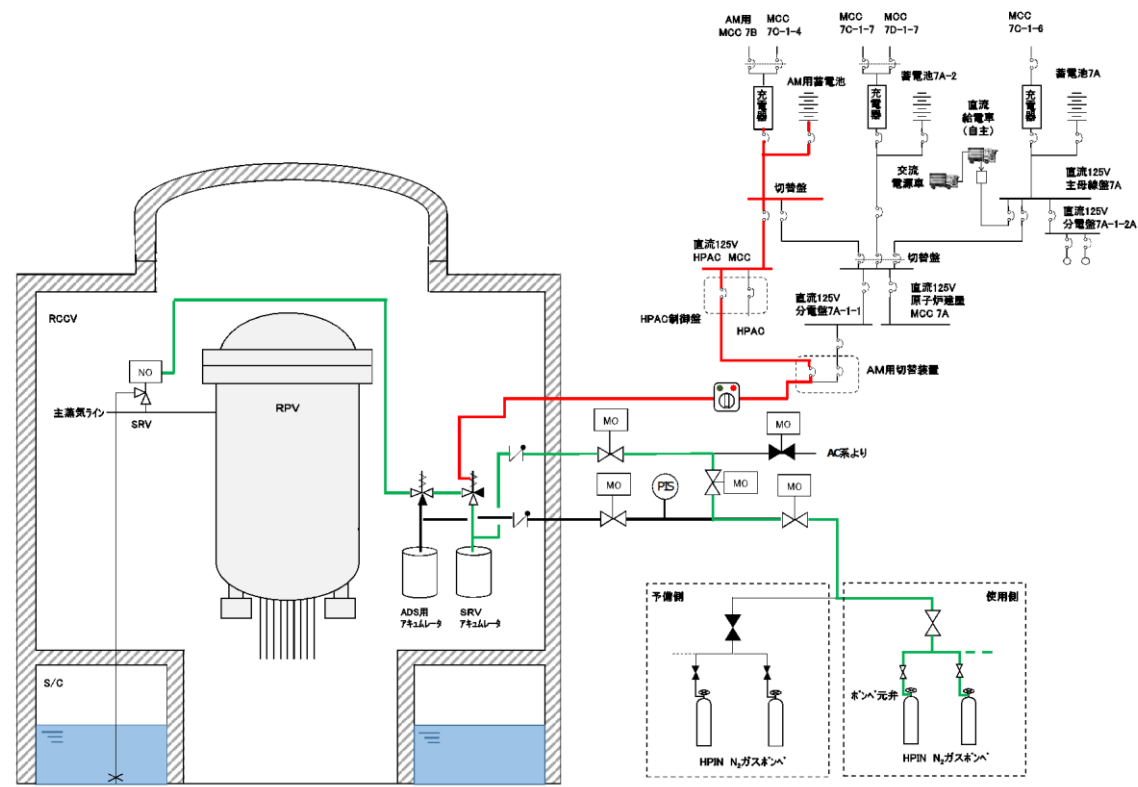 AM用
MCC 7B
MCC
7C-1-4
MCC
7C-1-7
MCC
7D-1-7
MCC
7C-1-6
充電器
AM用蓄電池
充電器
蓄電池7A-2
直流
給電車
(自主)
充電器
蓄電池7A
交流
電源車
直流125V
主母線盤7A
切替盤
直流125V
分電盤7A-1-2A
直流125V
HPAC MCC
切替盤
HPAC制御盤
HPAC
直流125V
分電盤7A-1-1
直流125V
原子炉建屋
MCC 7A
AM用切替装置
RCCV
NO
主蒸気ライン
SRV
RPV
MO
MO
AC系より
MO
PIS
MO
MO
ADS用
アキュムレータ
SRV
アキュムレータ
S/C
予備側
使用側
ボンベ元弁
HPIN N₂ガスボンベ
HPIN N₂ガスボンベ